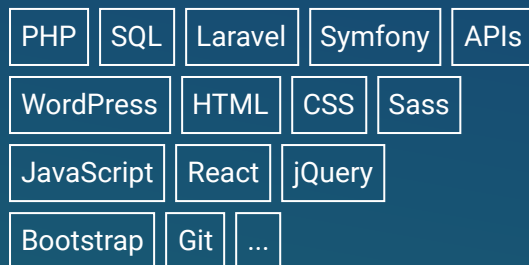 PHP SQL Laravel Symfony APIs
WordPress HTML CSS Sass
JavaScript React jQuery
Bootstrap Git ...